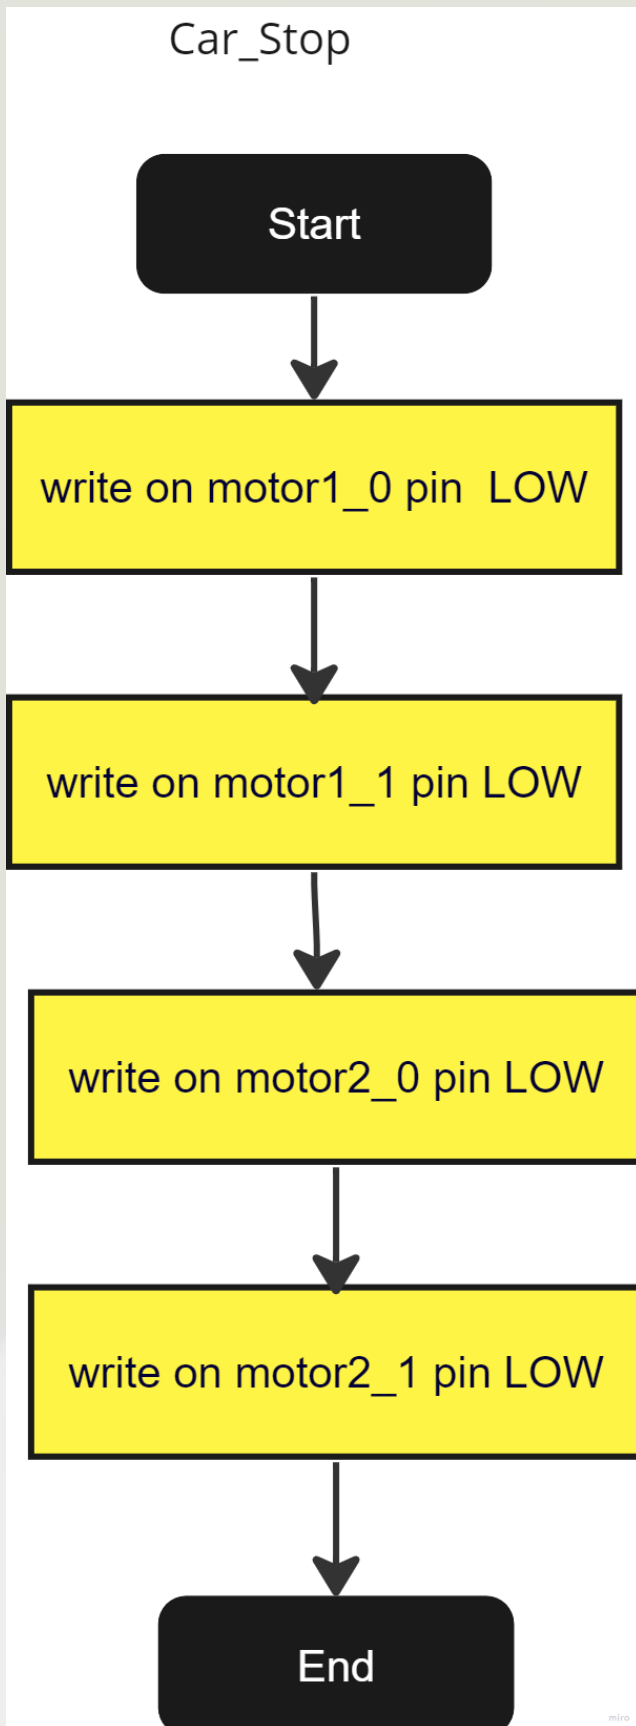 Car_Stop
Start
write on motor1_0 pin  LOW
write on motor1_1 pin LOW
write on motor2_0 pin LOW
write on motor2_1 pin LOW
End
miro